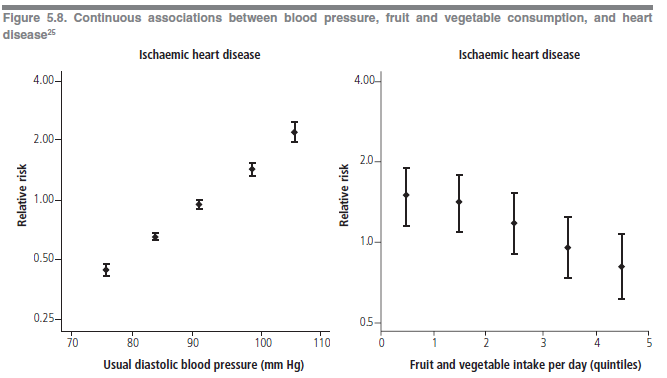 Figure 5.8. Continuous associations between blood pressure, fruit and vegetable consumption, and heart
disease25
Ischaemic heart disease
4.00
2.00
1.00
0.50
0.25
Relative risk
70 80 90 100 110
Usual diastolic blood pressure (mm Hg)
Ischaemic heart disease
4.00
2.0
1.0
0.5
Relative risk
0 1 2 3 4 5
Fruit and vegetable intake per day (quintiles)